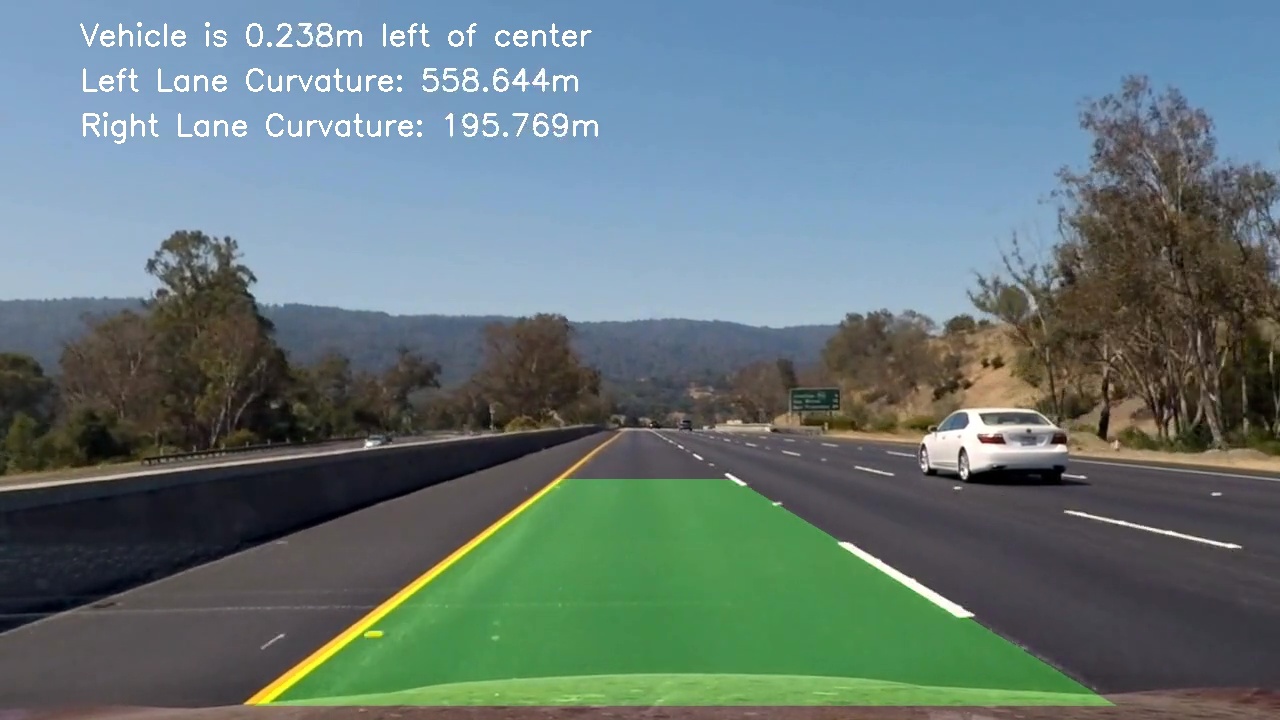 Vehicle is 0.238m left of center
Left Lane Curvature: 558.644m
Right Lane Curvature: 195.769m